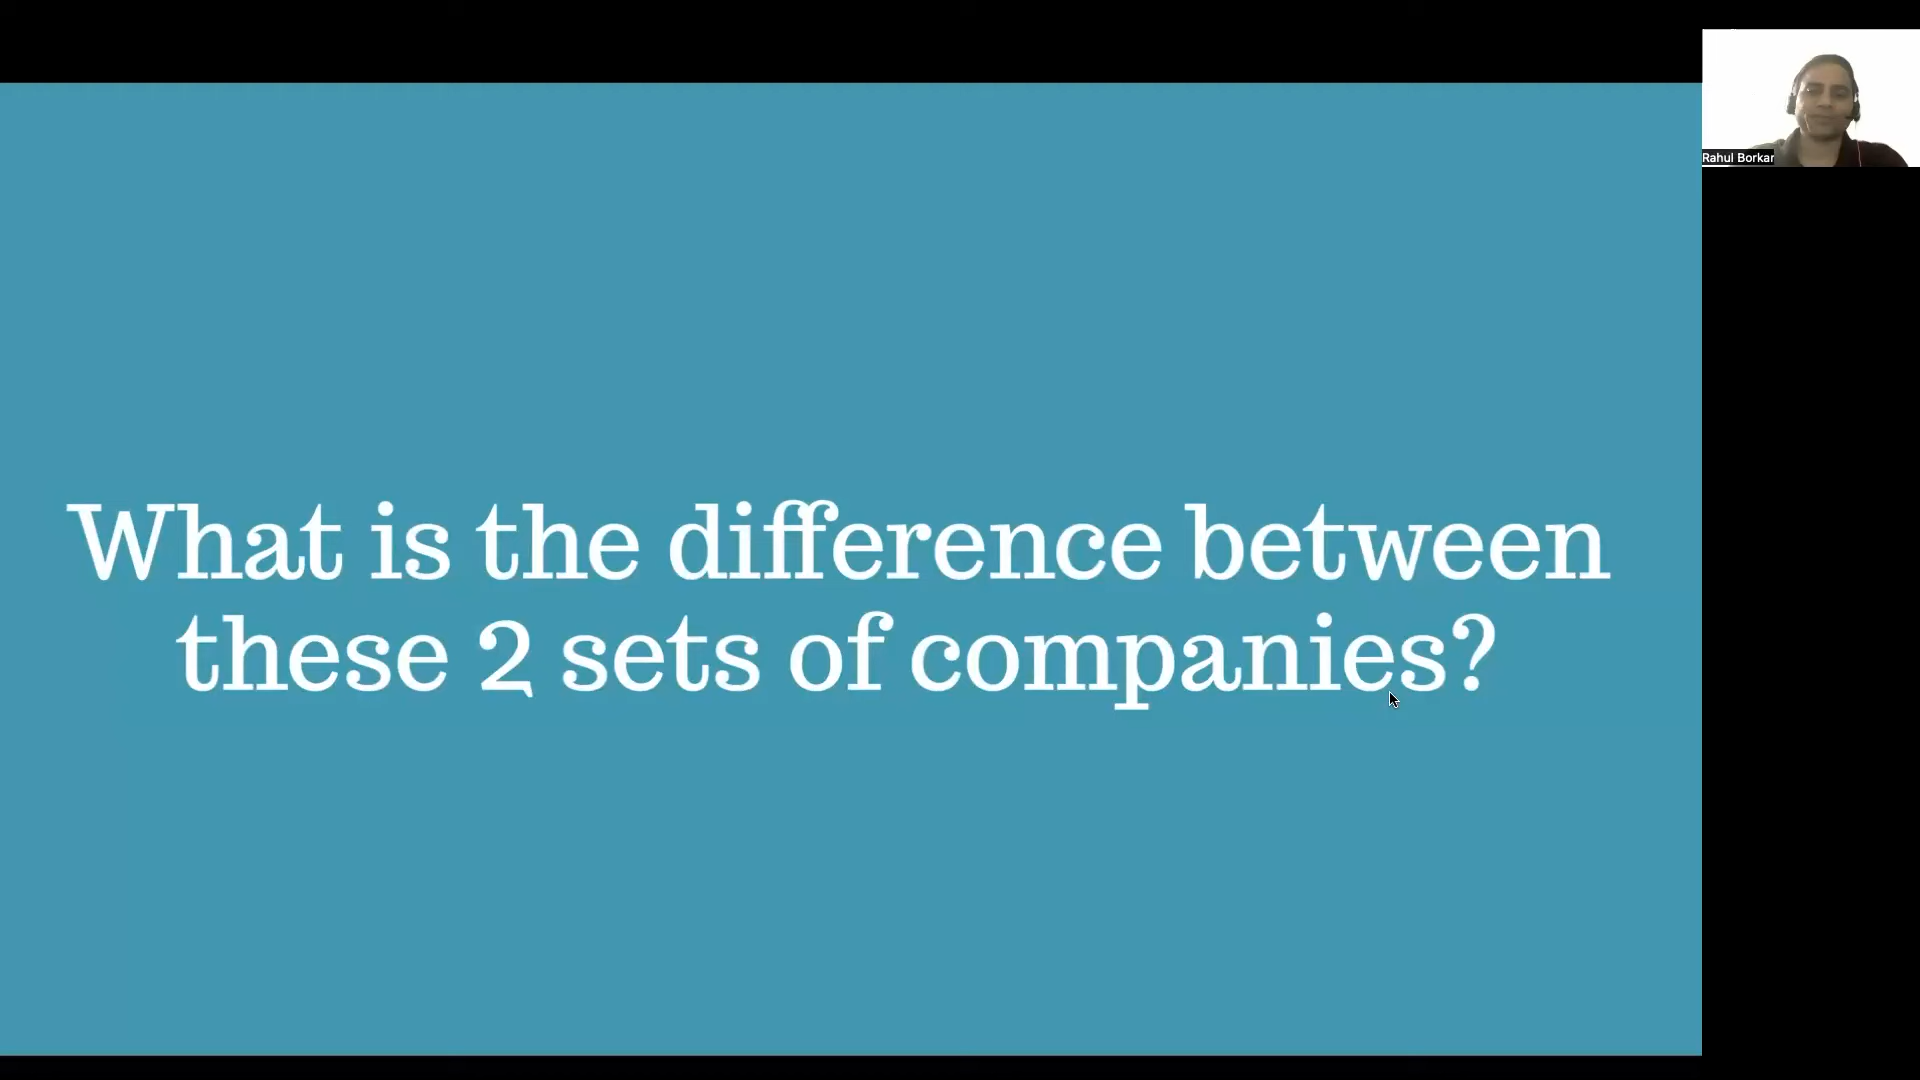 What is the difference between
these 2 sets of companies?
Rahul Borkar